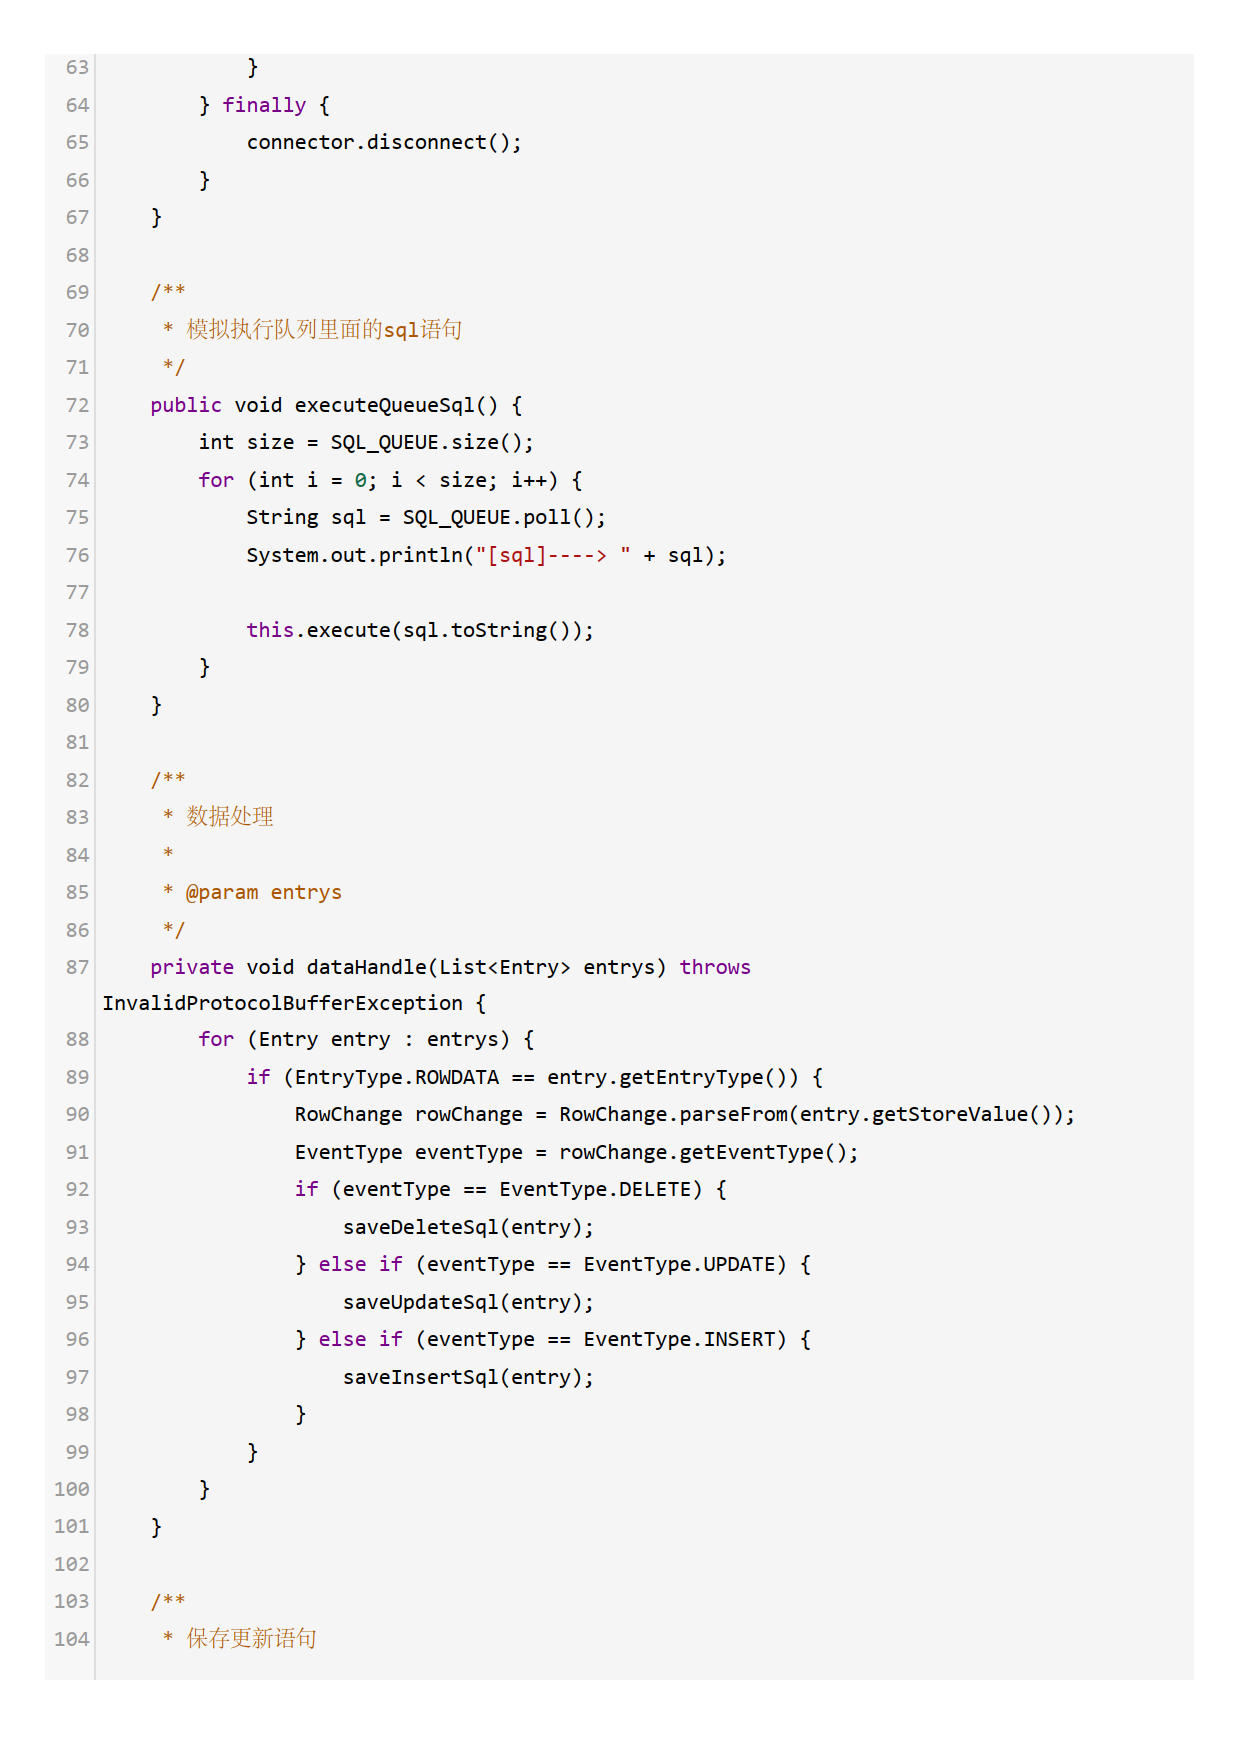 63             }
64         } finally {
65             connector.disconnect();
66         }
67     }
68
69     /**
70      * 模拟执行队列里面的sql语句
71      */
72     public void executeQueueSql() {
73         int size = SQL_QUEUE.size();
74         for (int i = 0; i < size; i++) {
75             String sql = SQL_QUEUE.poll();
76             System.out.println("[sql]----> " + sql);
77
78             this.execute(sql.toString());
79         }
80     }
81
82     /**
83      * 数据处理
84      *
85      * @param entrys
86      */
87     private void dataHandle(List<Entry> entrys) throws
InvalidProtocolBufferException {
88         for (Entry entry : entrys) {
89             if (EntryType.ROWDATA == entry.getEntryType()) {
90                 RowChange rowChange = RowChange.parseFrom(entry.getStoreValue());
91                 EventType eventType = rowChange.getEventType();
92                 if (eventType == EventType.DELETE) {
93                     saveDeleteSql(entry);
94                 } else if (eventType == EventType.UPDATE) {
95                     saveUpdateSql(entry);
96                 } else if (eventType == EventType.INSERT) {
97                     saveInsertSql(entry);
98                 }
99             }
100         }
101     }
102
103     /**
104      * 保存更新语句